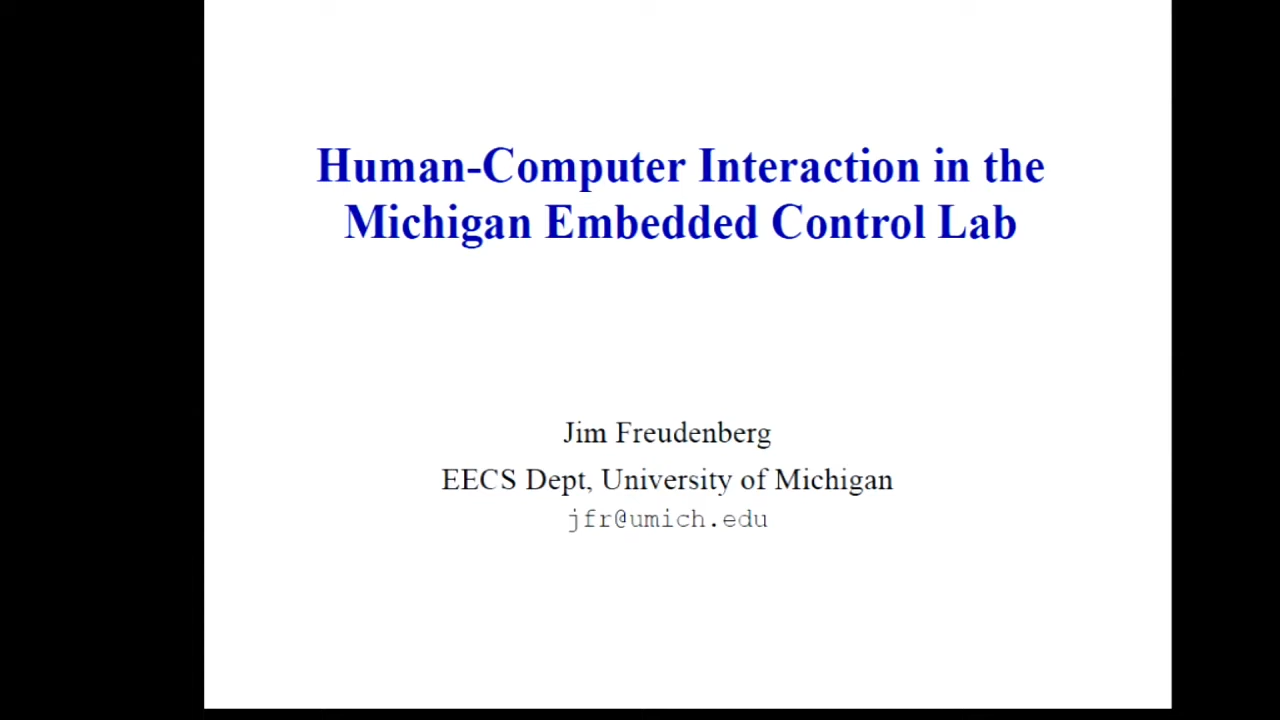 Human-Computer Interaction in the
Michigan Embedded Control Lab
Jim Freudenberg
EECS Dept, University of Michigan
jfr@umich.edu